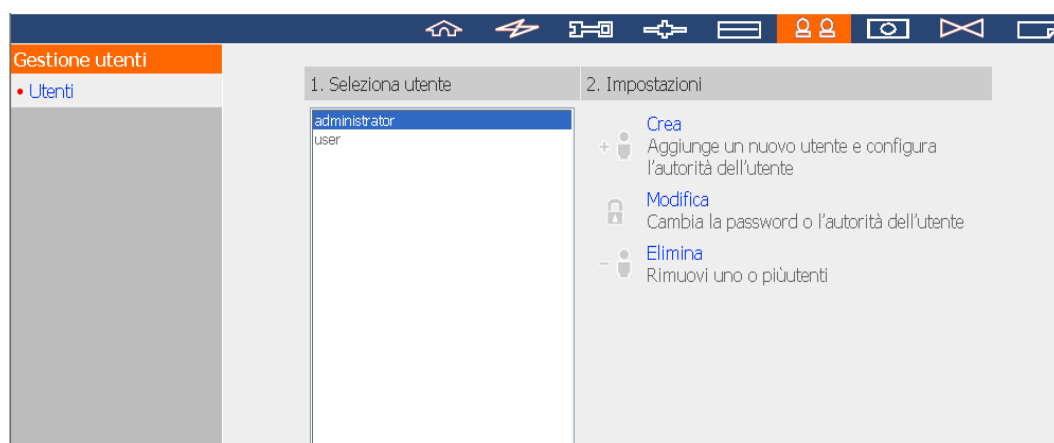 Gestione utenti
• Utenti
1. Seleziona utente
administrator
user
2. Impostazioni
Crea
Aggiunge un nuovo utente e configura
l'autorità dell'utente
Modifica
Cambia la password o l'autorità dell'utente
Elimina
Rimuovi uno o piùutenti